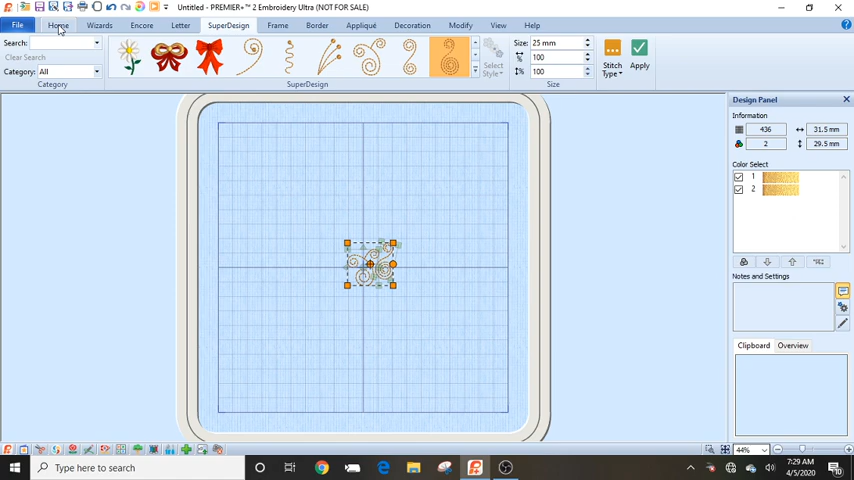 Untitled - PREMIER+™ 2 Embroidery Ultra (NOT FOR SALE)
File Home Wizards Encore Letter SuperDesign Frame Border Appliqué Decoration Modify View Help
Search:
Clear Search
Category: All
Category
SuperDesign
Select Style
Size: 25 mm
100
100
Size
Stitch Type
Apply
Design Panel
Information
436 31.5 mm
2 29.5 mm
Color Select
1
2
Notes and Settings
Clipboard Overview
44%
Type here to search
7:29 AM
4/5/2020